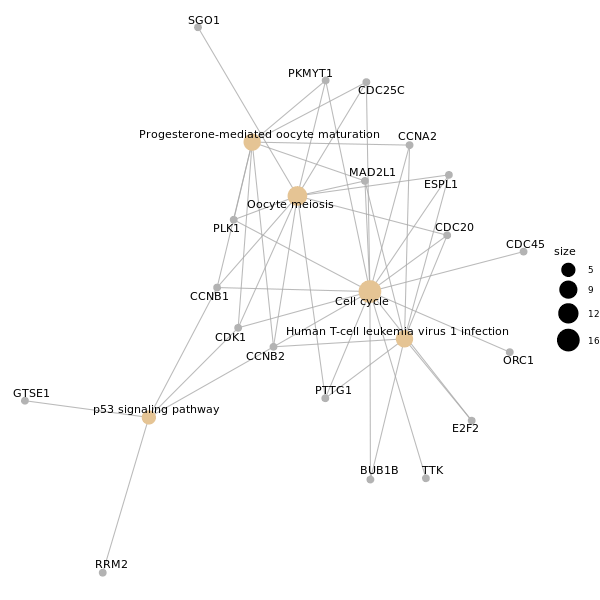 SGO1
PKMYT1
CDC25C
Progesterone-mediated oocyte maturation
CCNA2
MAD2L1
ESPL1
Oocyte meiosis
PLK1
CDC20
CDC45
size
5
9
12
16
CCNB1
Cell cycle
CDK1
Human T-cell leukemia virus 1 infection
CCNB2
ORC1
GTSE1
PTTG1
p53 signaling pathway
E2F2
BUB1B
TTK
RRM2